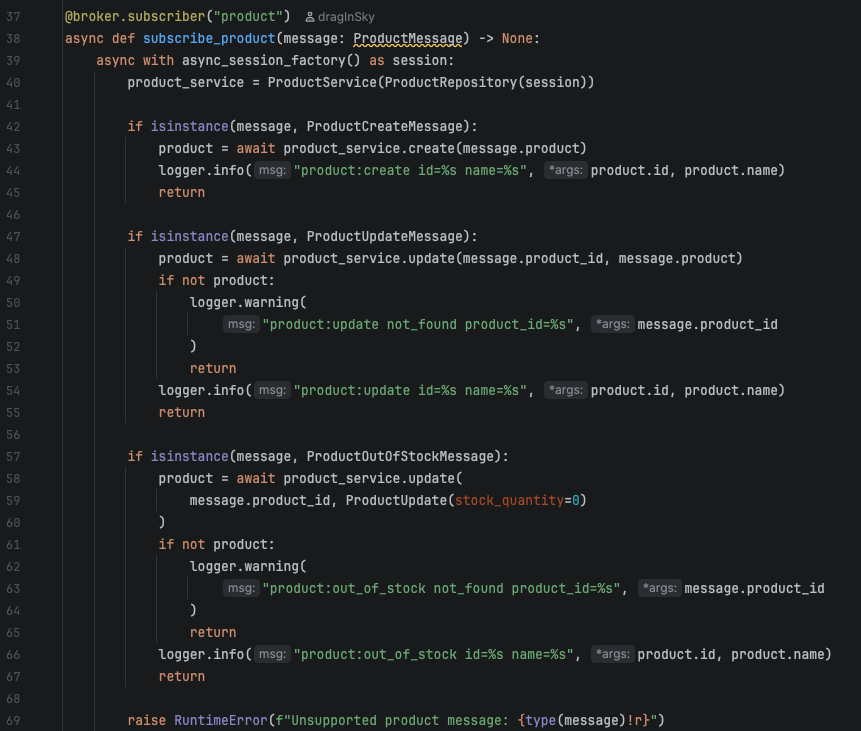 37 @broker.subscriber("product") dragInSky
38 async def subscribe_product(message: ProductMessage) -> None:
39     async with async_session_factory() as session:
40         product_service = ProductService(ProductRepository(session))
41
42         if isinstance(message, ProductCreateMessage):
43             product = await product_service.create(message.product)
44             logger.info( msg: "product:create id=%s name=%s", *args: product.id, product.name)
45             return
46
47         if isinstance(message, ProductUpdateMessage):
48             product = await product_service.update(message.product_id, message.product)
49             if not product:
50                 logger.warning(
51                     msg: "product:update not_found product_id=%s", *args: message.product_id
52                 )
53                 return
54             logger.info( msg: "product:update id=%s name=%s", *args: product.id, product.name)
55             return
56
57         if isinstance(message, ProductOutOfStockMessage):
58             product = await product_service.update(
59                 message.product_id, ProductUpdate(stock_quantity=0)
60             )
61             if not product:
62                 logger.warning(
63                     msg: "product:out_of_stock not_found product_id=%s", *args: message.product_id
64                 )
65                 return
66             logger.info( msg: "product:out_of_stock id=%s name=%s", *args: product.id, product.name)
67             return
68
69         raise RuntimeError(f"Unsupported product message: {type(message)!r}")